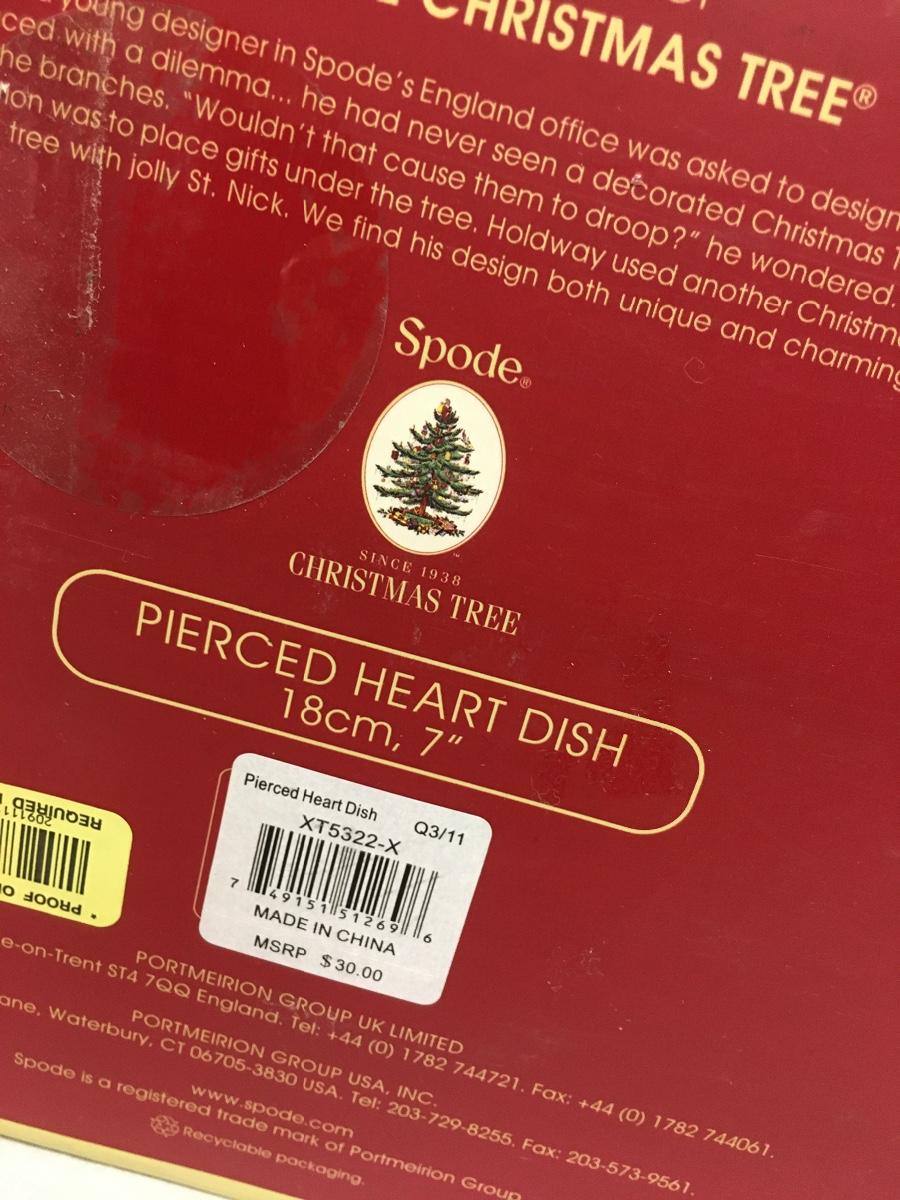 CHRISTMAS TREE®
young designer in Spode's England office was asked to design
ced with a dilemma... he had never seen a decorated Christmas
he branches. "Wouldn't that cause them to droop?" he wondered.
ion was to place gifts under the tree. Holdway used another Christm
tree with jolly St. Nick. We find his design both unique and charming
Spode®
SINCE 1938
CHRISTMAS TREE™
PIERCED HEART DISH
18cm, 7"
Pierced Heart Dish Q3/11
XT5322-X
7 49151 51269 6
MADE IN CHINA
MSRP $30.00
REQUIRED
209111
* PROOF O
PORTMEIRION GROUP UK LIMITED
e-on-Trent ST4 7QQ England. Tel: +44 (0) 1782 744721. Fax: +44 (0) 1782 744061.
PORTMEIRION GROUP USA, INC.
ane, Waterbury, CT 06705-3830 USA. Tel: 203-729-8255. Fax: 203-573-9561.
www.spode.com
Spode is a registered trade mark of Portmeirion Group
Recyclable packaging.